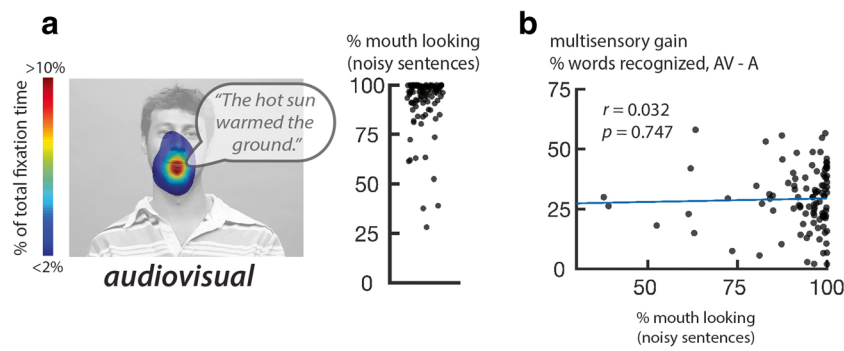 a
>10%
% of total fixation time
<2%
“The hot sun
warmed the
ground.”
audiovisual
% mouth looking
(noisy sentences)
100
75
50
25
0
b
multisensory gain
% words recognized, AV - A
75
r = 0.032
p = 0.747
50
25
0
50
75
100
% mouth looking
(noisy sentences)